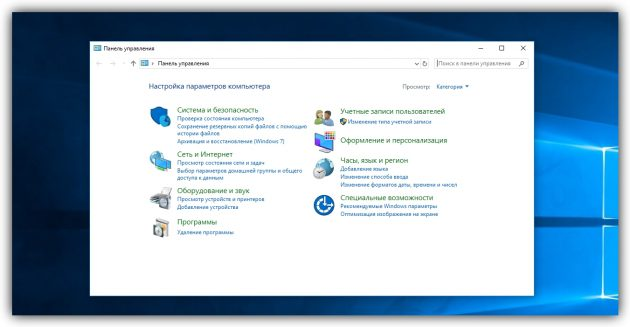 Панель управления
Панель управления
Поиск в панели управления
Настройка параметров компьютера
Просмотр: Категория
Система и безопасность
Проверка состояния компьютера
Сохранение резервных копий файлов с помощью
истории файлов
Архивация и восстановление (Windows 7)
Сеть и Интернет
Просмотр состояния сети и задач
Выбор параметров домашней группы и общего
доступа к данным
Оборудование и звук
Просмотр устройств и принтеров
Добавление устройства
Программы
Удаление программы
Учетные записи пользователей
Изменение типа учетной записи
Оформление и персонализация
Часы, язык и регион
Добавление языка
Изменение способа ввода
Изменение форматов даты, времени и чисел
Специальные возможности
Рекомендуемые Windows параметры
Оптимизация изображения на экране